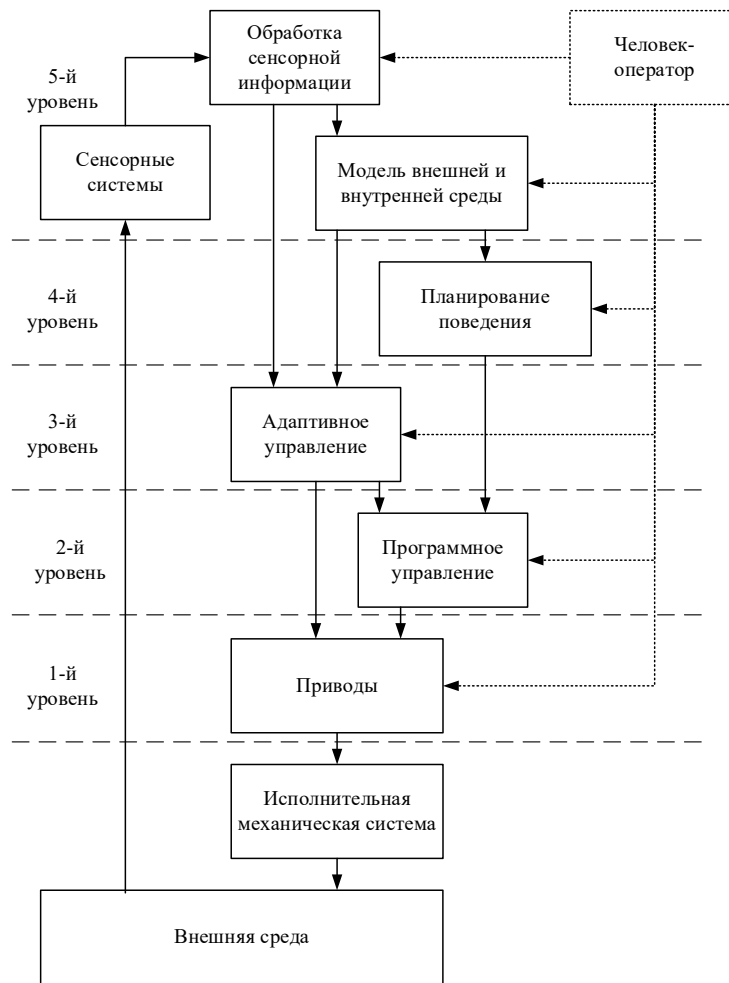 Обработка
сенсорной
информации
Человек-
оператор
5-й
уровень
Сенсорные
системы
Модель внешней и
внутренней среды
4-й
уровень
Планирование
поведения
3-й
уровень
Адаптивное
управление
2-й
уровень
Программное
управление
1-й
уровень
Приводы
Исполнительная
механическая система
Внешняя среда